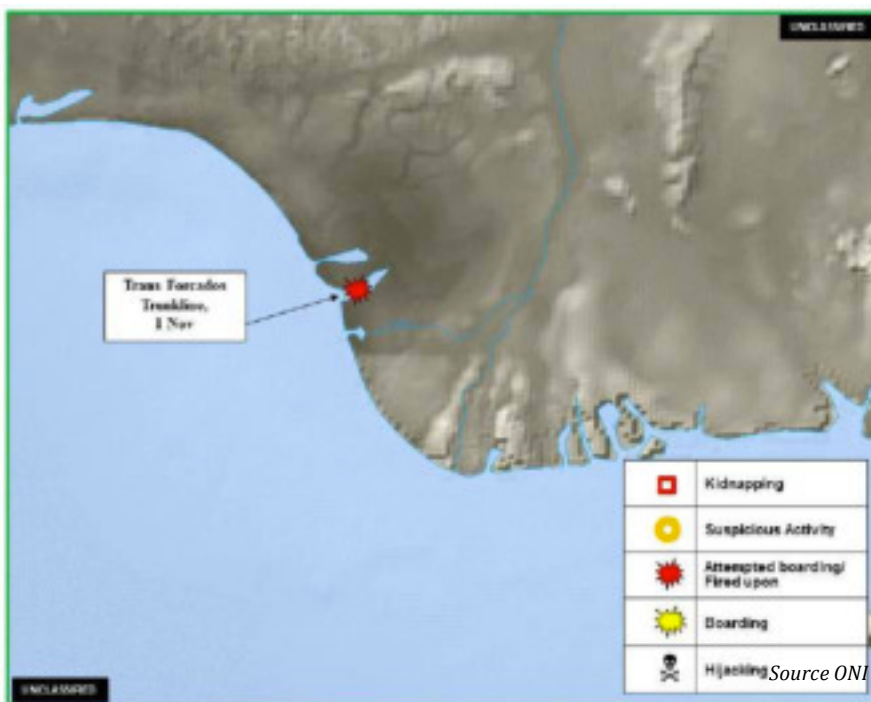 UNCLASSIFIED
Trans Forcados
Trunkline,
1 Nov
Kidnapping
Suspicious Activity
Attempted boarding/
Fired upon
Boarding
Hijacking
Source ONI
UNCLASSIFIED